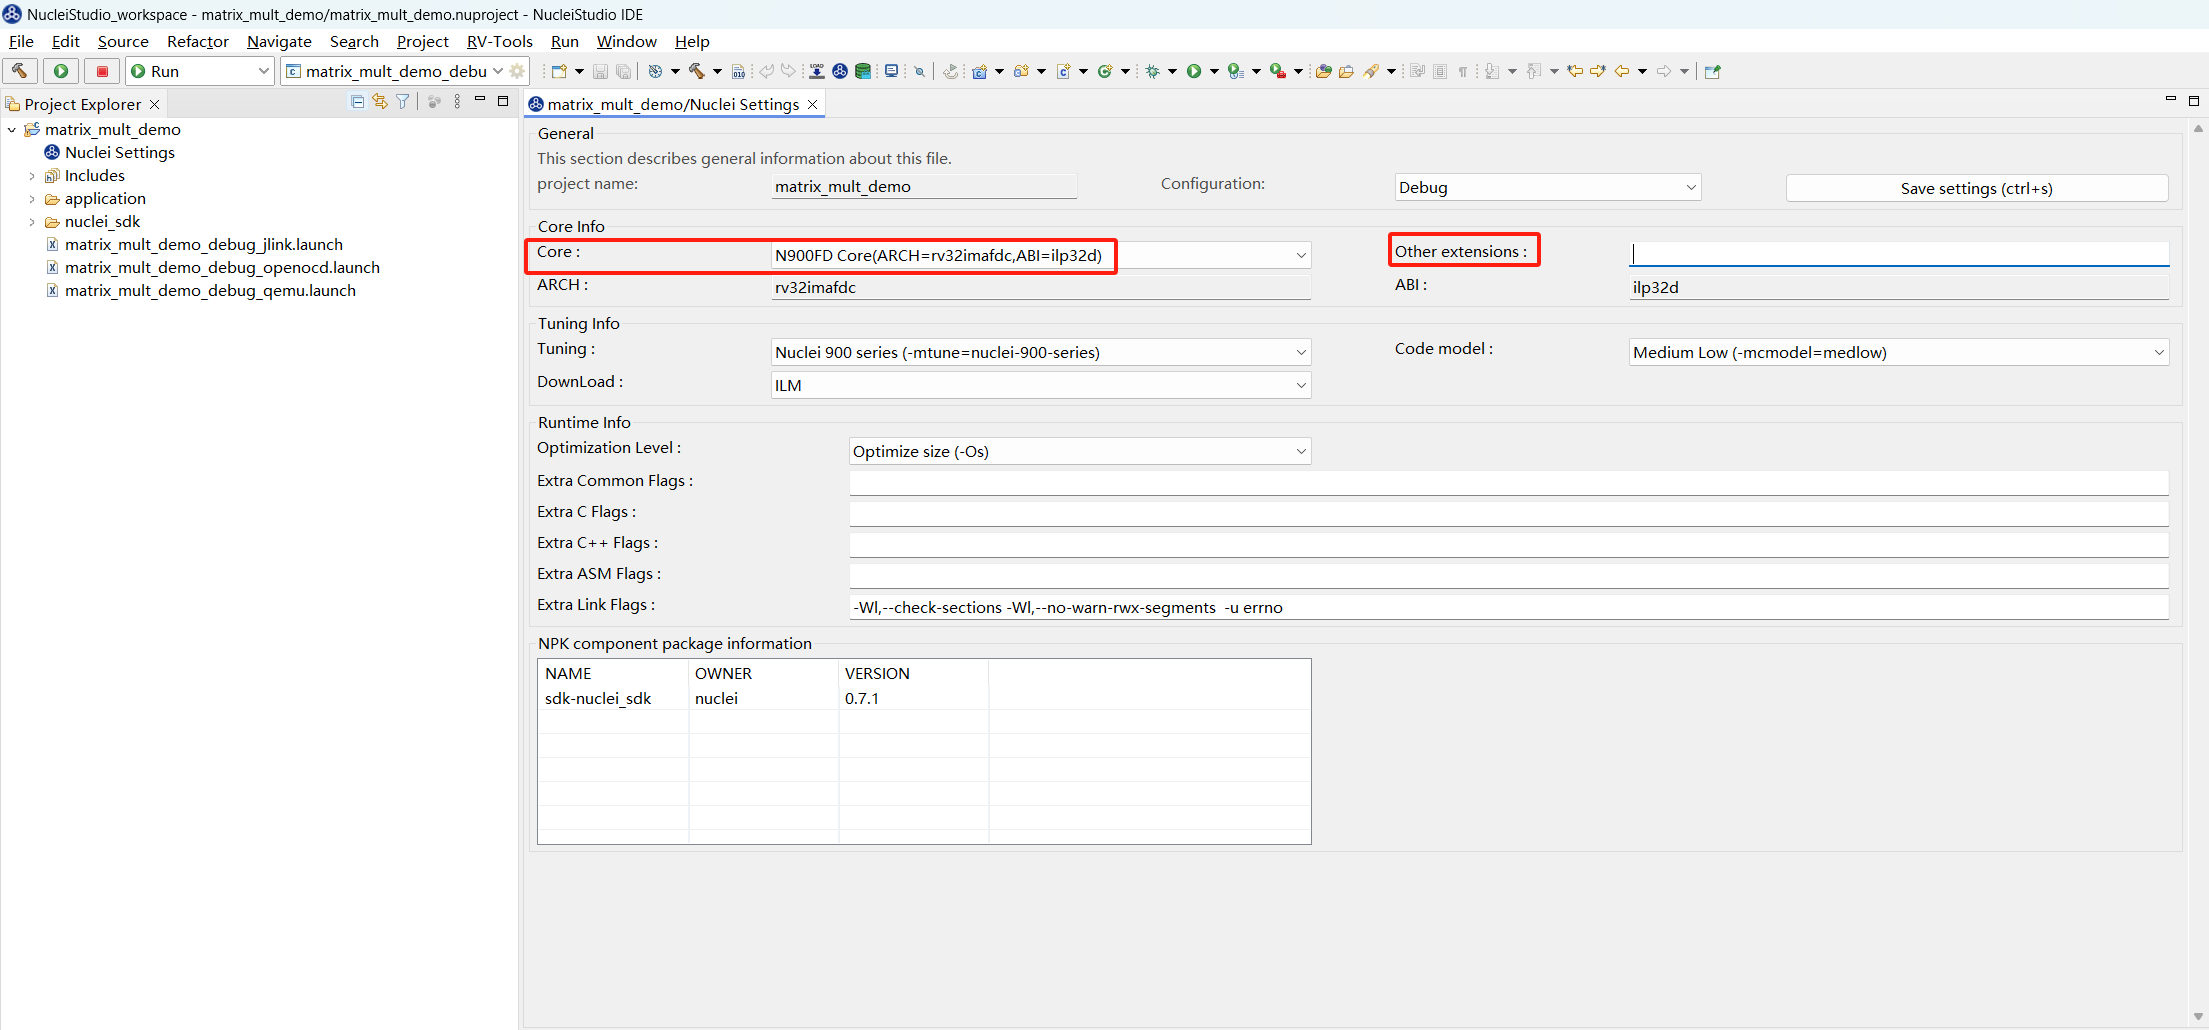 NucleiStudio_workspace - matrix_mult_demo/matrix_mult_demo.nuproject - NucleiStudio IDE
File Edit Source Refactor Navigate Search Project RV-Tools Run Window Help
Run matrix_mult_demo_debu
Project Explorer
matrix_mult_demo
Nuclei Settings
Includes
application
nuclei_sdk
matrix_mult_demo_debug_jlink.launch
matrix_mult_demo_debug_openocd.launch
matrix_mult_demo_debug_qemu.launch
matrix_mult_demo/Nuclei Settings
General
This section describes general information about this file.
project name: matrix_mult_demo Configuration: Debug Save settings (ctrl+s)
Core Info
Core : N900FD Core(ARCH=rv32imafdc,ABI=ilp32d) Other extensions :
ARCH : rv32imafdc ABI : ilp32d
Tuning Info
Tuning : Nuclei 900 series (-mtune=nuclei-900-series) Code model : Medium Low (-mcmodel=medlow)
DownLoad : ILM
Runtime Info
Optimization Level : Optimize size (-Os)
Extra Common Flags :
Extra C Flags :
Extra C++ Flags :
Extra ASM Flags :
Extra Link Flags : -Wl,--check-sections -Wl,--no-warn-rwx-segments -u errno
NPK component package information
NAME OWNER VERSION
sdk-nuclei_sdk nuclei 0.7.1